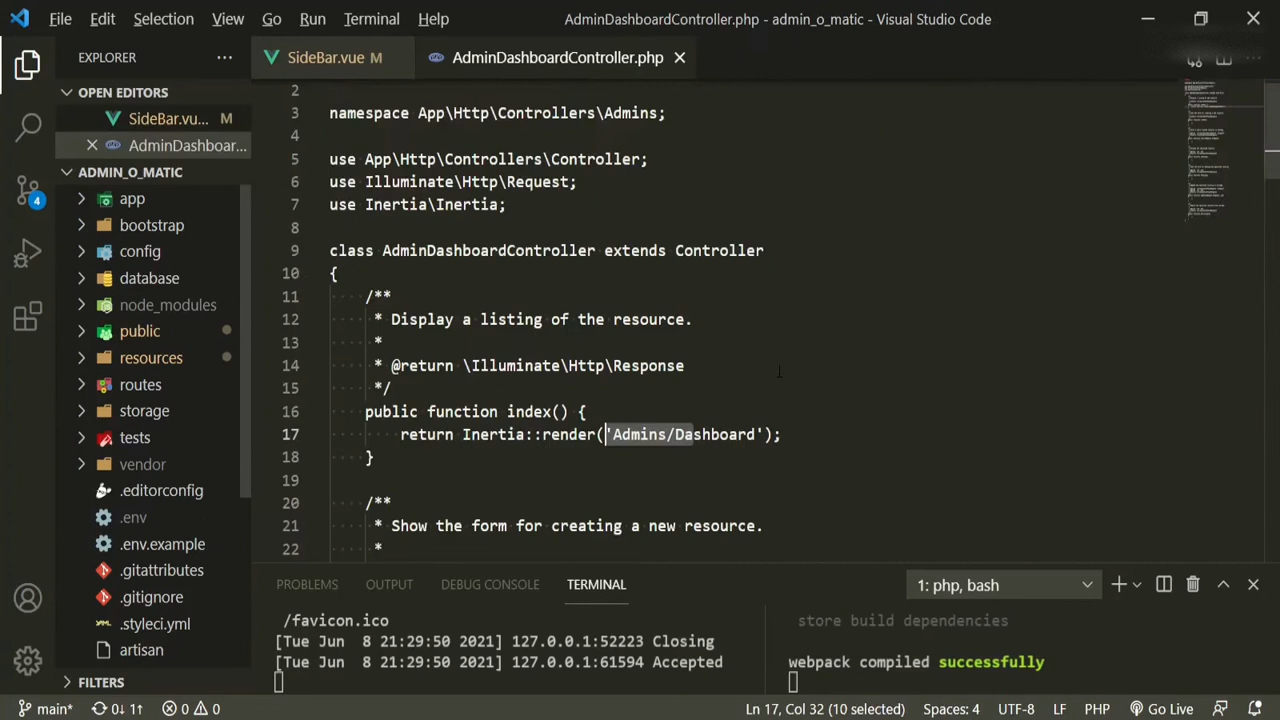 File Edit Selection View Go Run Terminal Help
AdminDashboardController.php - admin_o_matic - Visual Studio Code
EXPLORER
SideBar.vue M
AdminDashboardController.php
OPEN EDITORS
SideBar.vu... M
AdminDashboar...
ADMIN_O_MATIC
app
bootstrap
config
database
node_modules
public
resources
routes
storage
tests
vendor
.editorconfig
.env
.env.example
.gitattributes
.gitignore
.styleci.yml
artisan
FILTERS
4
2
3 namespace App\Http\Controllers\Admins;
4
5 use App\Http\Controllers\Controller;
6 use Illuminate\Http\Request;
7 use Inertia\Inertia;
8
9 class AdminDashboardController extends Controller
10 {
11 /**
12 * Display a listing of the resource.
13 *
14 * @return \Illuminate\Http\Response
15 */
16 public function index() {
17 return Inertia::render('Admins/Dashboard');
18 }
19
20 /**
21 * Show the form for creating a new resource.
22 *
PROBLEMS OUTPUT DEBUG CONSOLE TERMINAL
1: php, bash
/favicon.ico
[Tue Jun 8 21:29:50 2021] 127.0.0.1:52223 Closing
[Tue Jun 8 21:29:50 2021] 127.0.0.1:61594 Accepted
store build dependencies
webpack compiled successfully
main* 0↓ 1↑ 0 0
Ln 17, Col 32 (10 selected) Spaces: 4 UTF-8 LF PHP Go Live